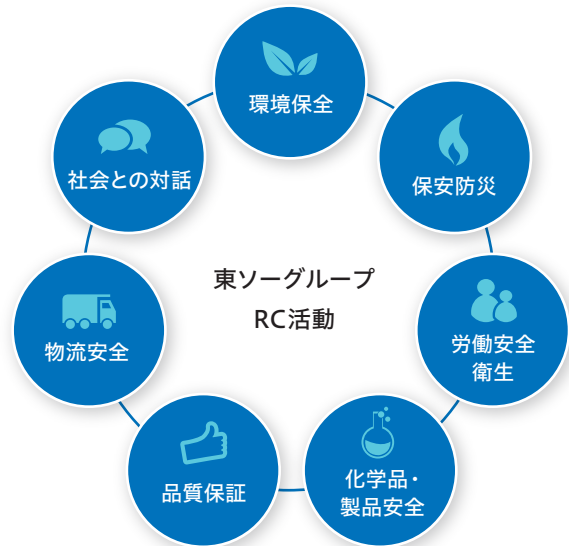 環境保全
保安防災
労働安全
衛生
化学品・
製品安全
品質保証
物流安全
社会との対話
東ソーグループ
RC活動